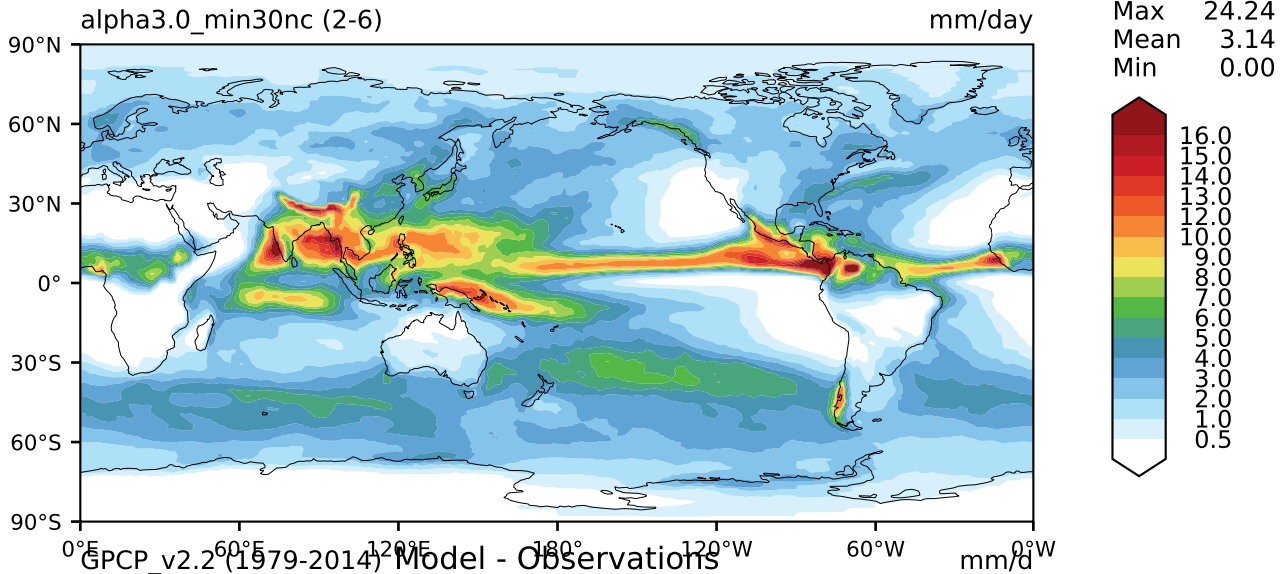 alpha3.0_min30nc (2-6) mm/day
Max 24.24
Mean 3.14
Min 0.00
90°N
60°N
30°N
0°
30°S
60°S
90°S
0°E 60°E 120°E 180° 120°W 60°W 0°W
GPCP_v2.2 (1979-2014) Model - Observations mm/d
16.0
15.0
14.0
13.0
12.0
10.0
9.0
8.0
7.0
6.0
5.0
4.0
3.0
2.0
1.0
0.5